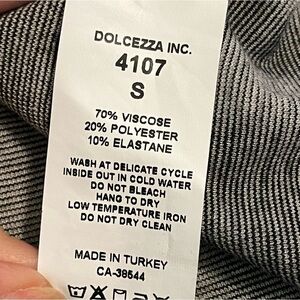 DOLCEZZA INC.
4107
S
70% VISCOSE
20% POLYESTER
10% ELASTANE
WASH AT DELICATE CYCLE
INSIDE OUT IN COLD WATER
DO NOT BLEACH
HANG TO DRY
LOW TEMPERATURE IRON
DO NOT DRY CLEAN
MADE IN TURKEY
CA-38544